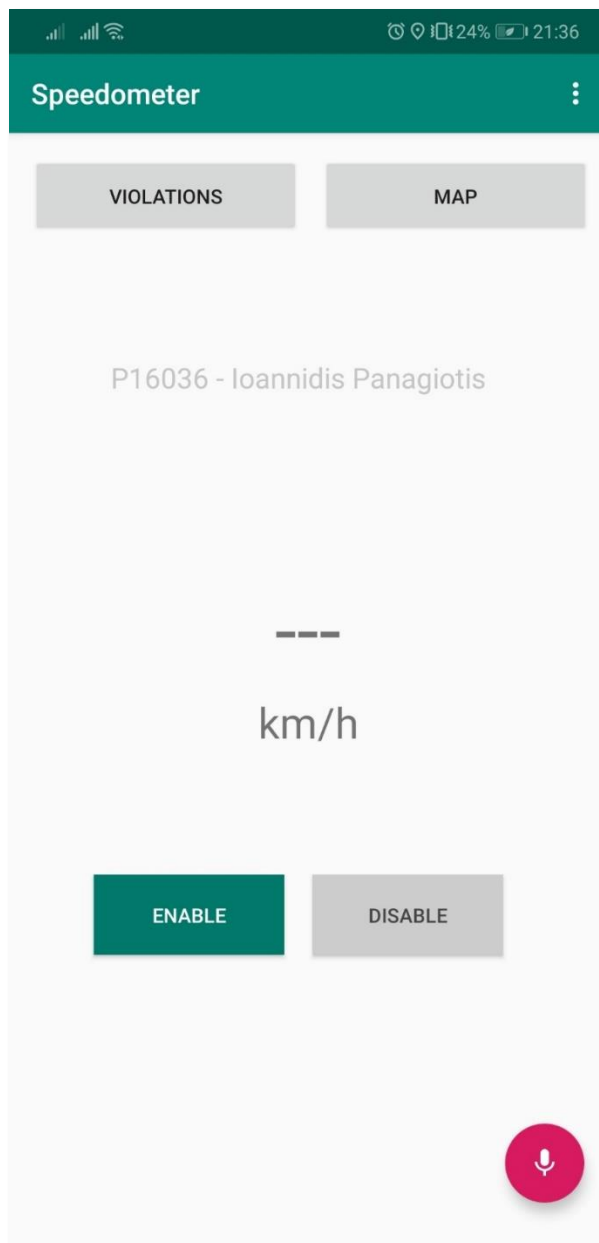 24% 21:36
Speedometer
VIOLATIONS MAP
P16036 - Ioannidis Panagiotis
---
km/h
ENABLE DISABLE